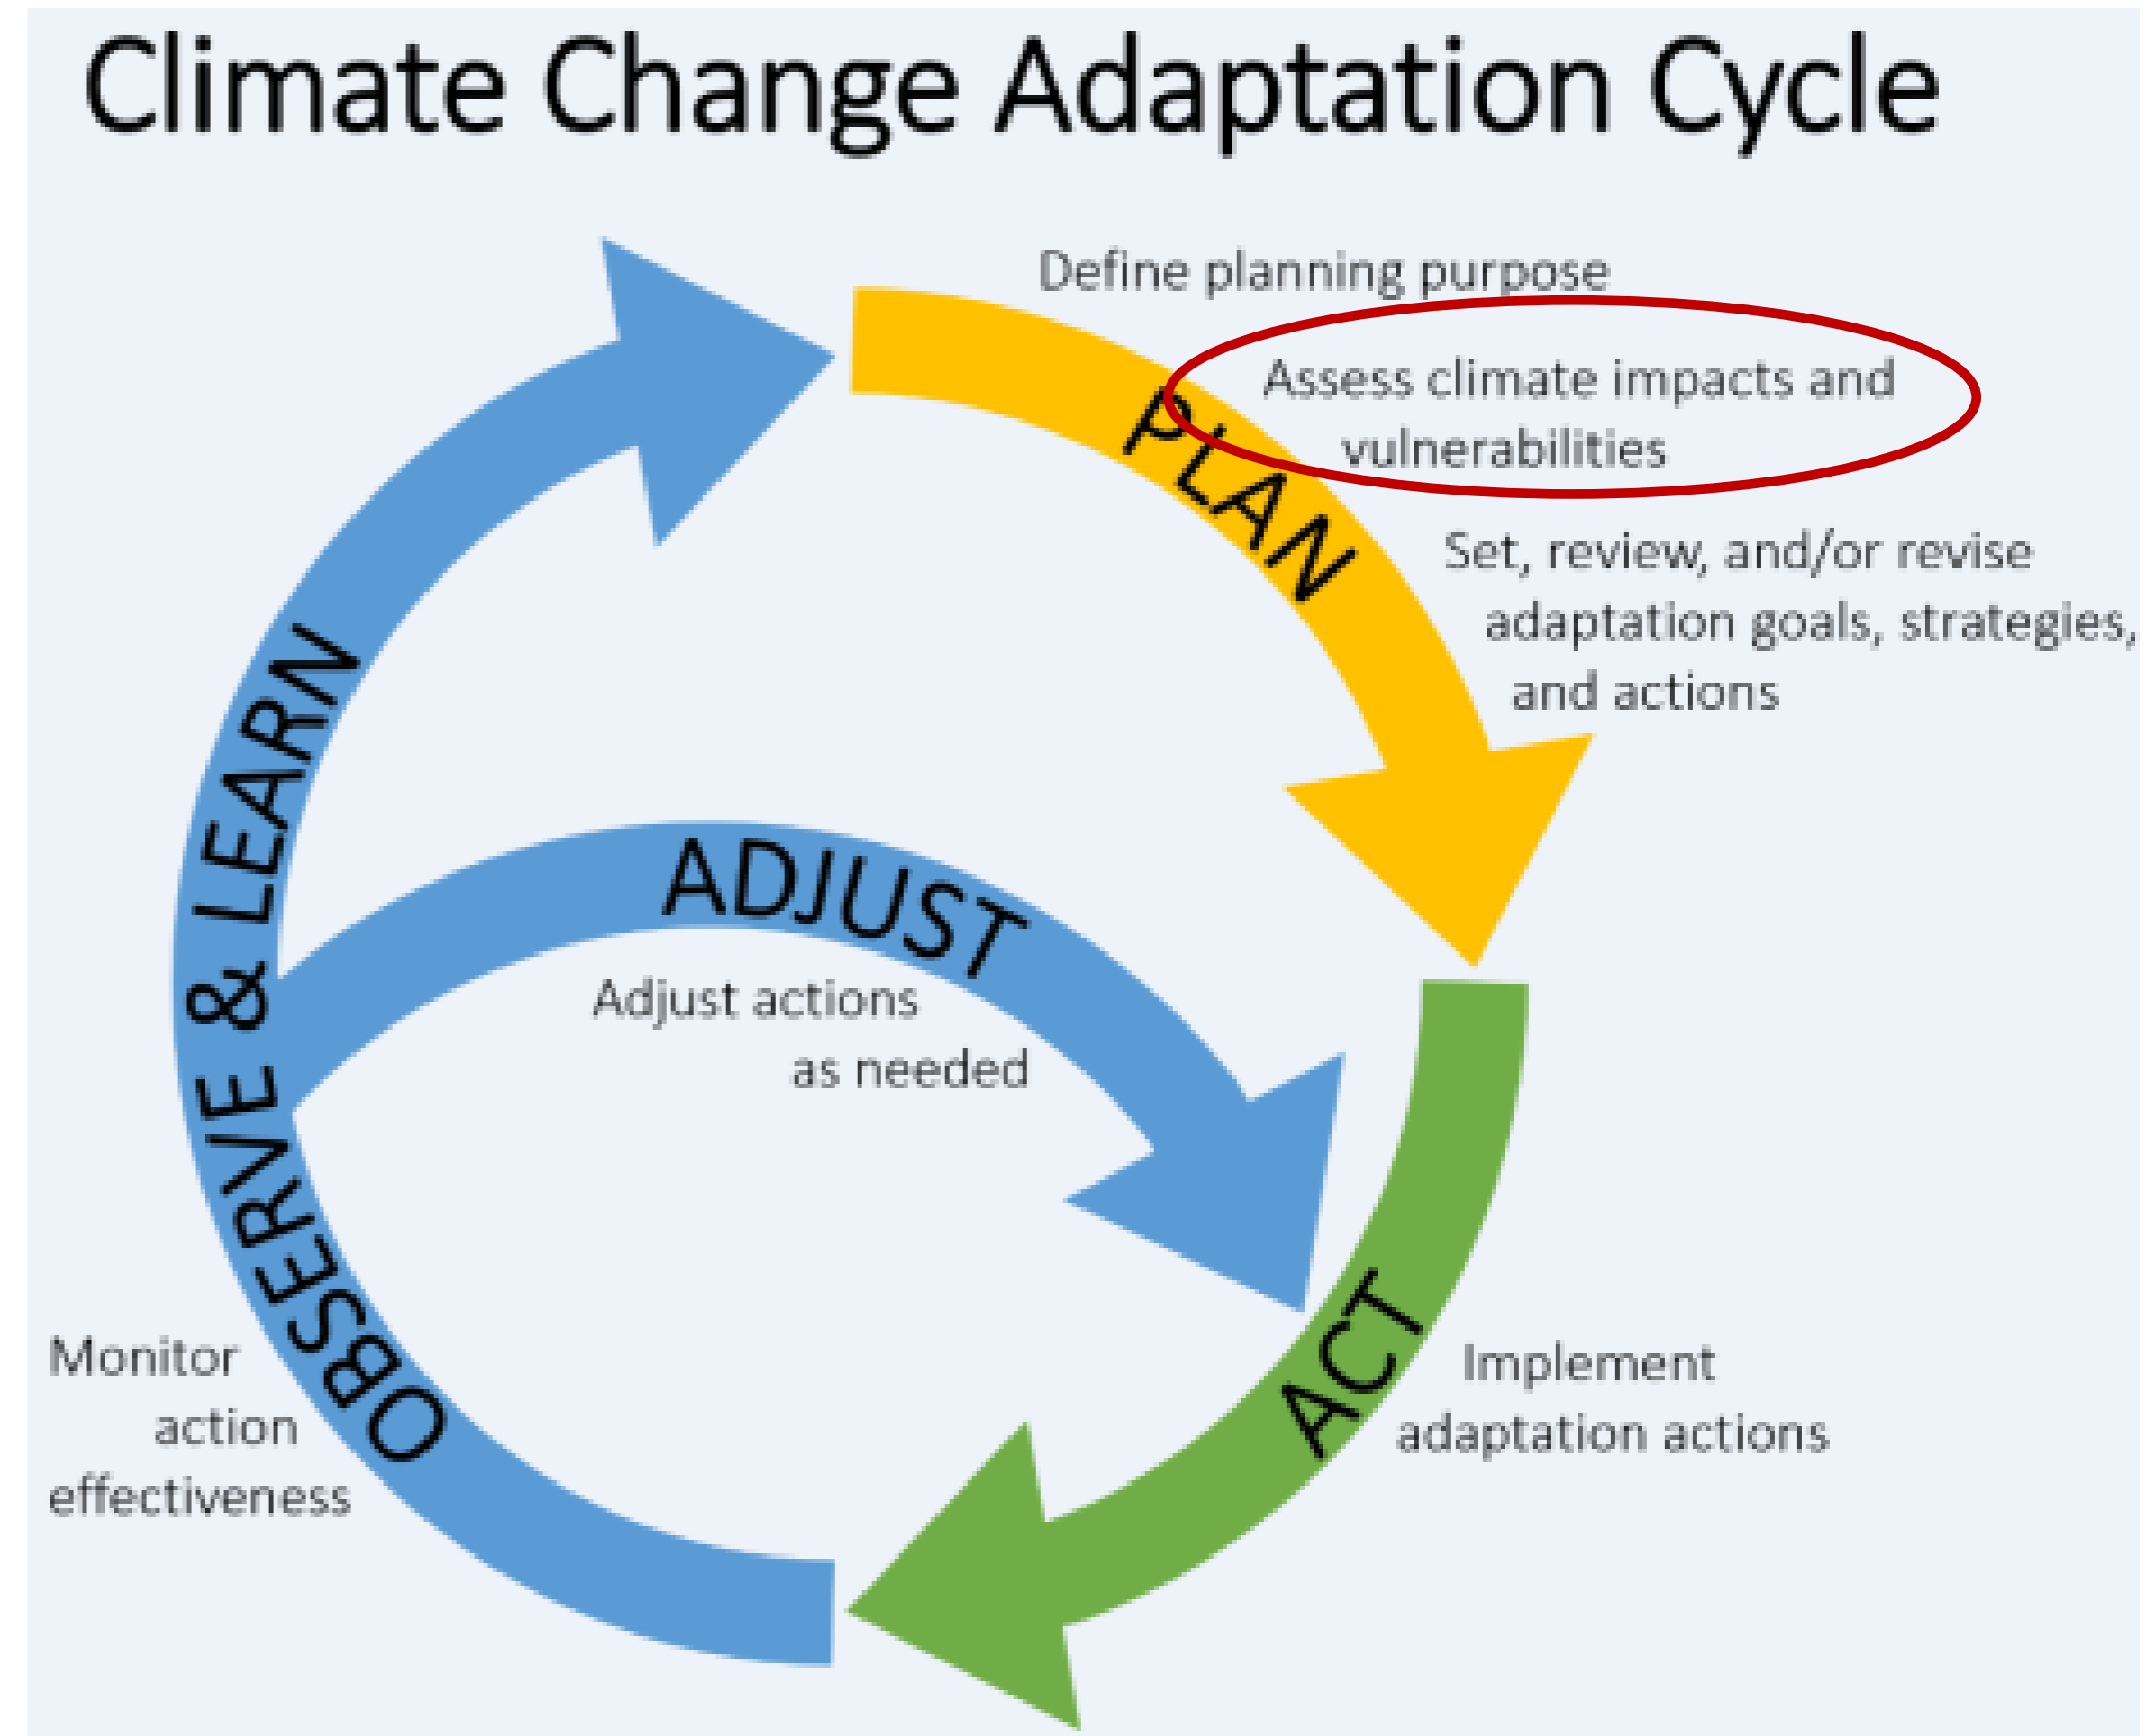 Climate Change Adaptation Cycle
Define planning purpose
Assess climate impacts and
vulnerabilities
PLAN
Set, review, and/or revise
adaptation goals, strategies,
and actions
OBSERVE & LEARN
ADJUST
Adjust actions
as needed
ACT
Implement
adaptation actions
Monitor
action
effectiveness